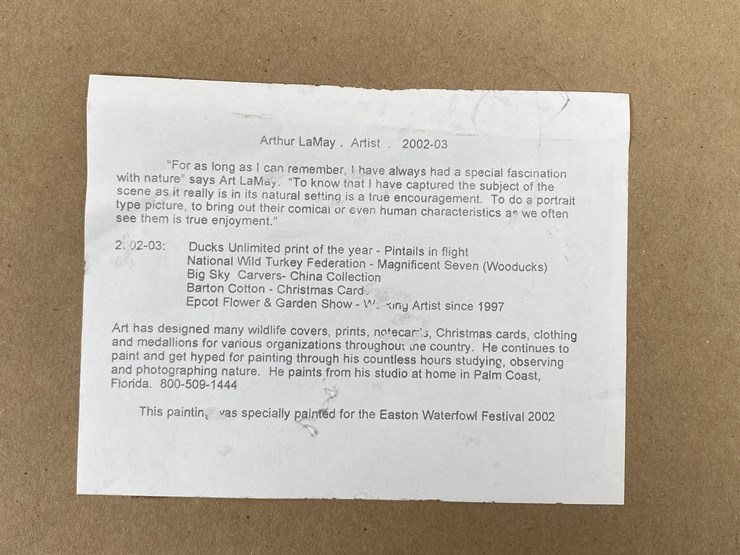 Arthur LaMay . Artist . 2002-03
"For as long as I can remember, I have always had a special fascination
with nature" says Art LaMay. "To know that I have captured the subject of the
scene as it really is in its natural setting is a true encouragement. To do a portrait
type picture, to bring out their comical or even human characteristics as we often
see them is true enjoyment."
2002-03: Ducks Unlimited print of the year - Pintails in flight
National Wild Turkey Federation - Magnificent Seven (Wooducks)
Big Sky Carvers- China Collection
Barton Cotton - Christmas Cards
Epcot Flower & Garden Show - Working Artist since 1997
Art has designed many wildlife covers, prints, notecards, Christmas cards, clothing
and medallions for various organizations throughout the country. He continues to
paint and get hyped for painting through his countless hours studying, observing
and photographing nature. He paints from his studio at home in Palm Coast,
Florida. 800-509-1444
This painting was specially painted for the Easton Waterfowl Festival 2002